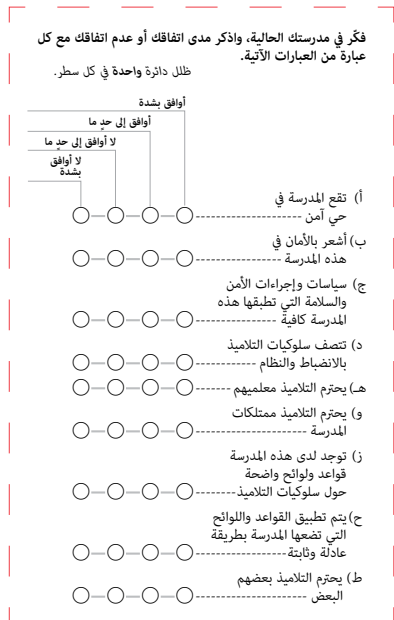 فكّر في مدرستك الحالية، واذكر مدى اتفاقك أو عدم اتفاقك مع كل
عبارة من العبارات الآتية.
ظلل دائرة واحدة في كل سطر.
أوافق بشدة
أوافق إلى حدٍ ما
لا أوافق إلى حدٍ ما
لا أوافق
بشدة
أ) تقع المدرسة في
حي آمن
ب) أشعر بالأمان في
هذه المدرسة
ج) سياسات وإجراءات الأمن
والسلامة التي تطبقها هذه
المدرسة كافية
د) تتصف سلوكيات التلاميذ
بالانضباط والنظام
هـ) يحترم التلاميذ معلميهم
و) يحترم التلاميذ ممتلكات
المدرسة
ز) توجد لدى هذه المدرسة
قواعد ولوائح واضحة
حول سلوكيات التلاميذ
ح) يتم تطبيق القواعد واللوائح
التي تضعها المدرسة بطريقة
عادلة وثابتة
ط) يحترم التلاميذ بعضهم
البعض